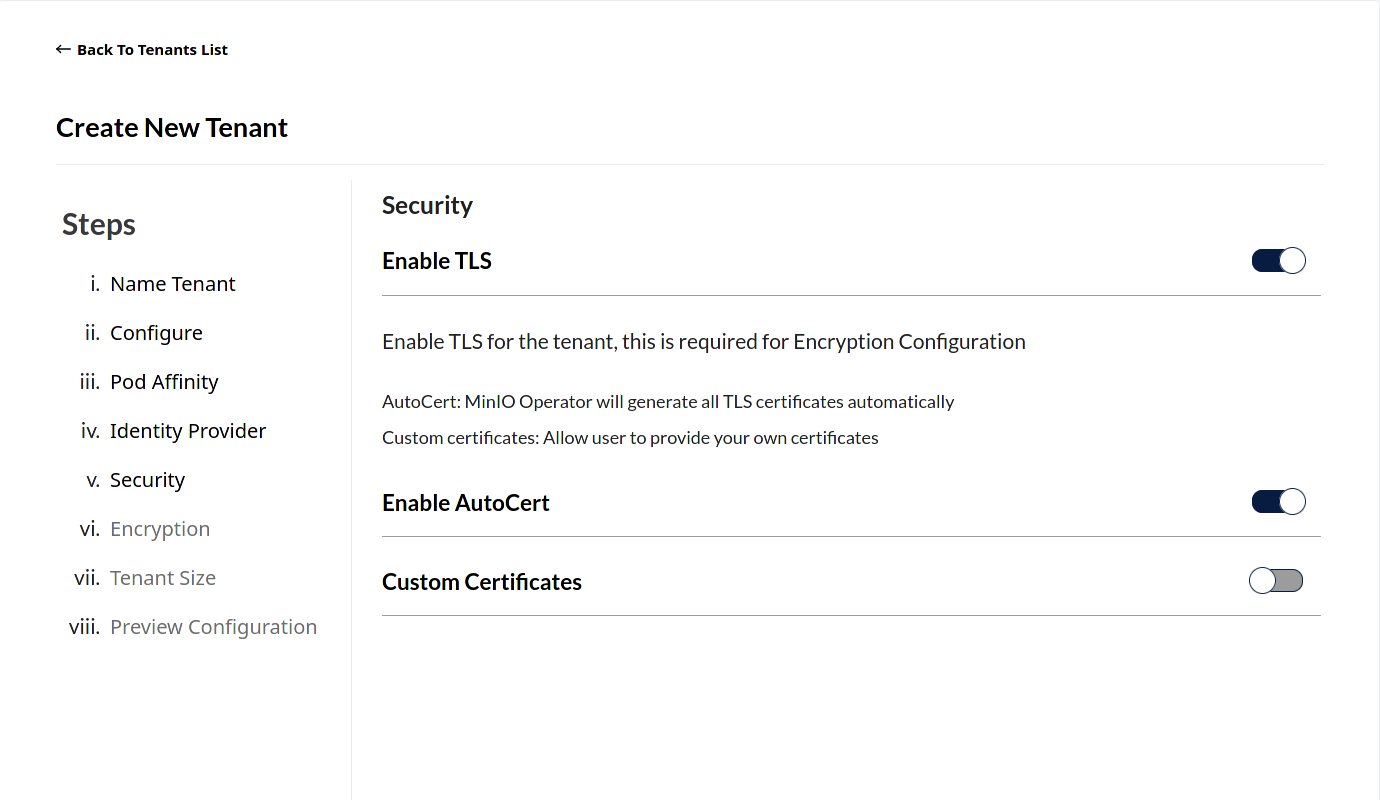 ← Back To Tenants List
Create New Tenant
Steps
i. Name Tenant
ii. Configure
iii. Pod Affinity
iv. Identity Provider
v. Security
vi. Encryption
vii. Tenant Size
viii. Preview Configuration
Security
Enable TLS
Enable TLS for the tenant, this is required for Encryption Configuration
AutoCert: MinIO Operator will generate all TLS certificates automatically
Custom certificates: Allow user to provide your own certificates
Enable AutoCert
Custom Certificates